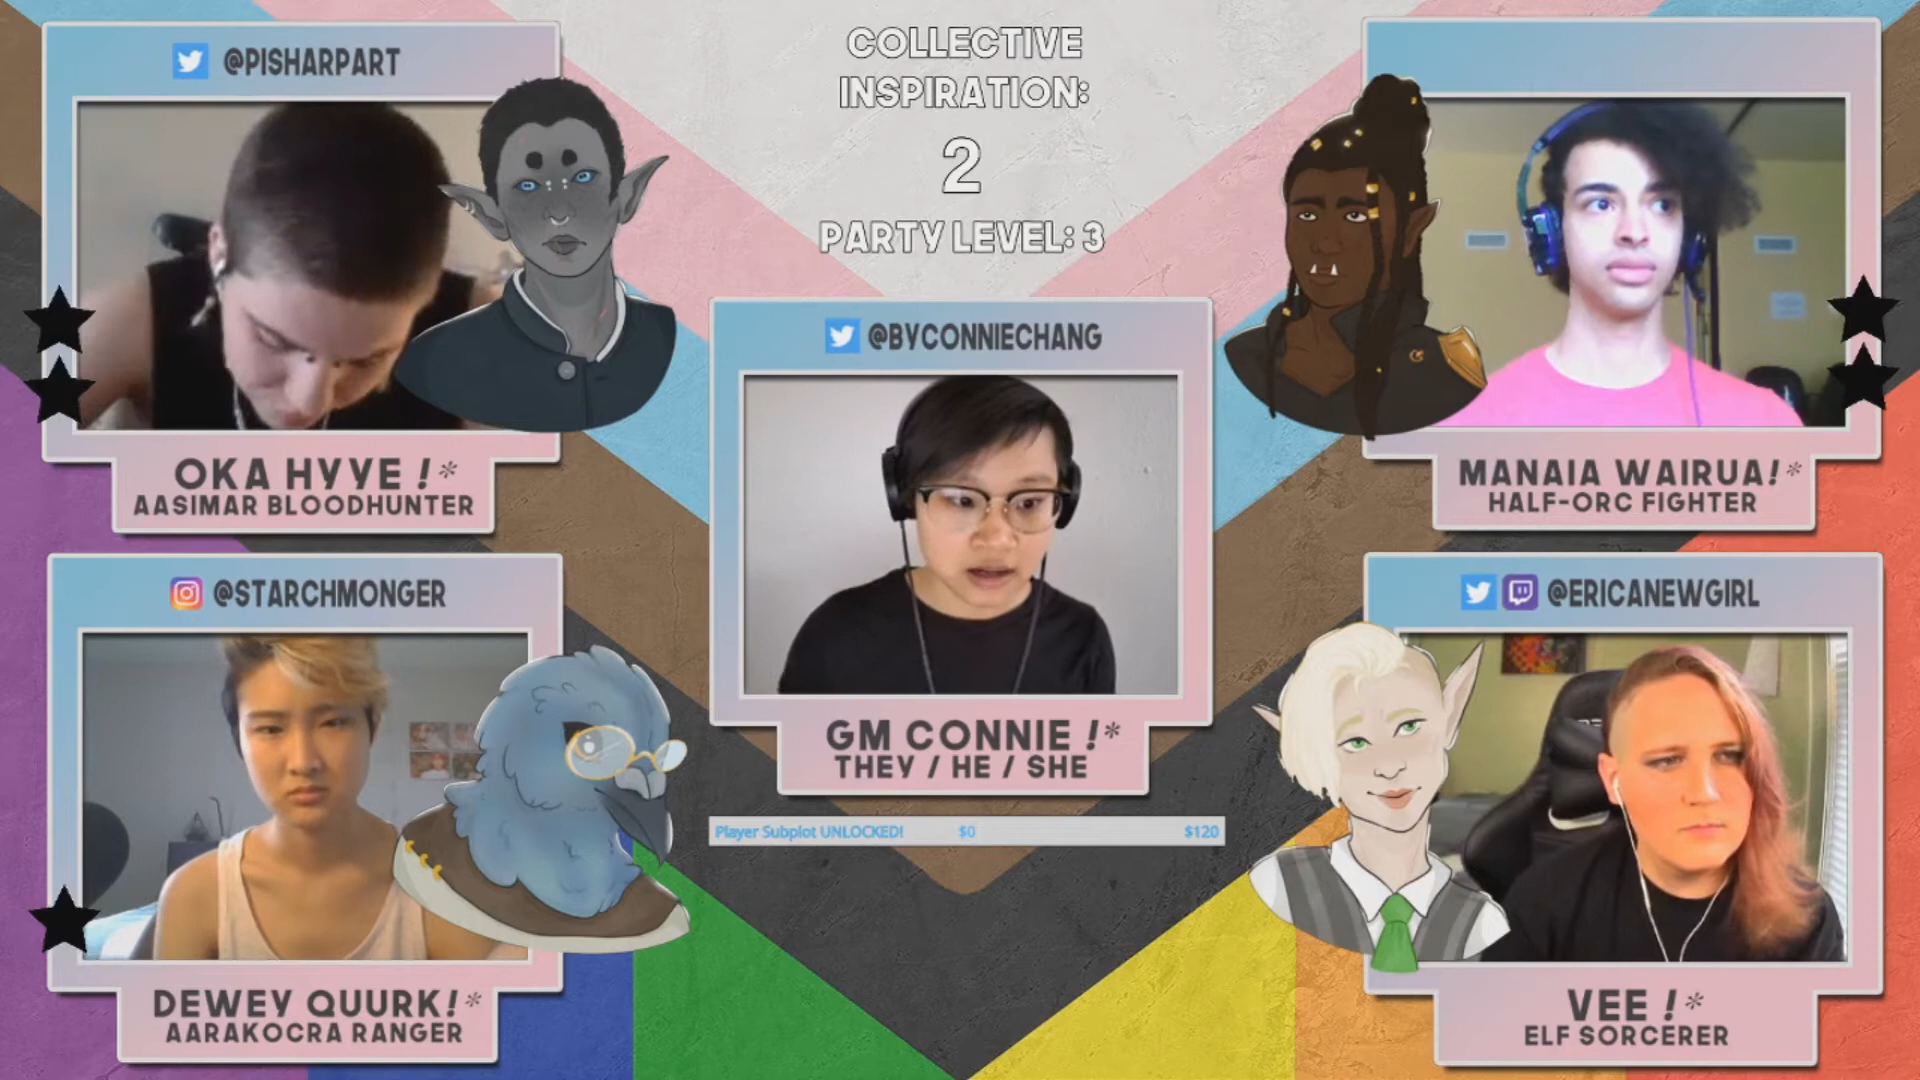 @PISHARPART
OKA HYYE !*
AASIMAR BLOODHUNTER
COLLECTIVE
INSPIRATION:
2
PARTY LEVEL: 3
MANAIA WAIRUA!*
HALF-ORC FIGHTER
@BYCONNIECHANG
GM CONNIE !*
THEY / HE / SHE
Player Subplot UNLOCKED! $0 $120
@STARCHMONGER
DEWEY QUURK!*
AARAKOCRA RANGER
@ERICANEWGIRL
VEE !*
ELF SORCERER